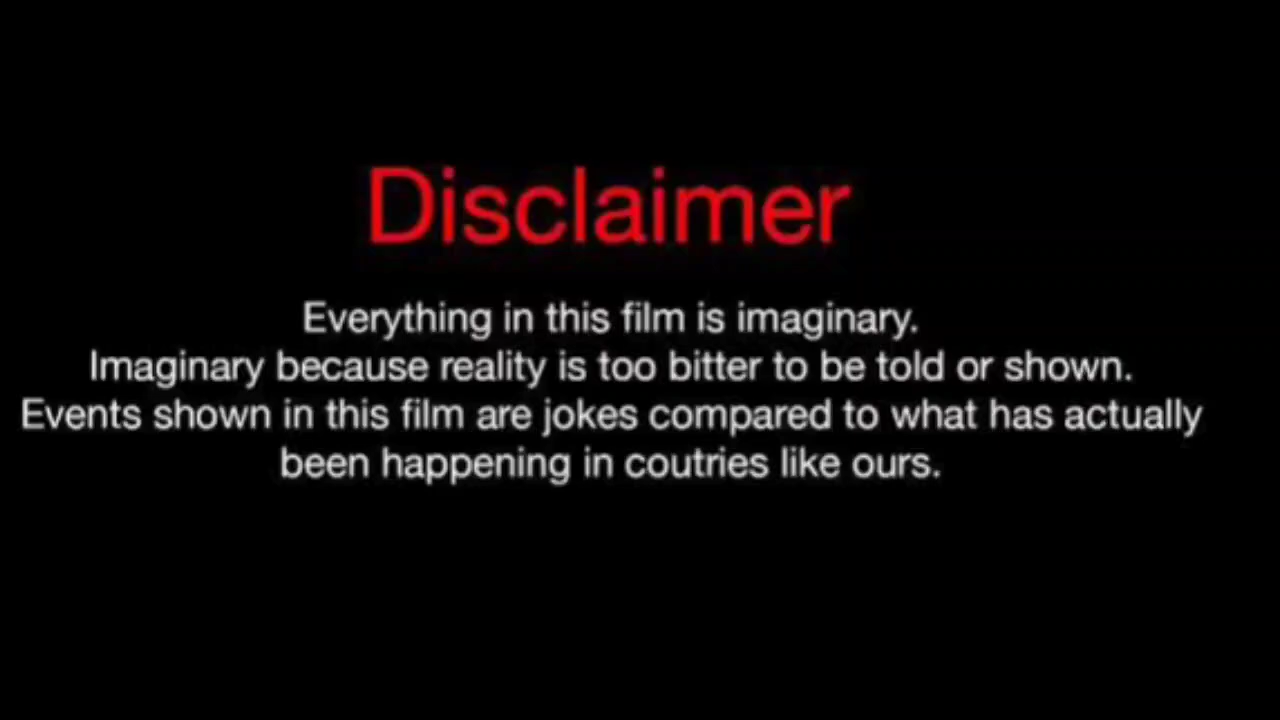 Disclaimer
Everything in this film is imaginary.
Imaginary because reality is too bitter to be told or shown.
Events shown in this film are jokes compared to what has actually
been happening in coutries like ours.